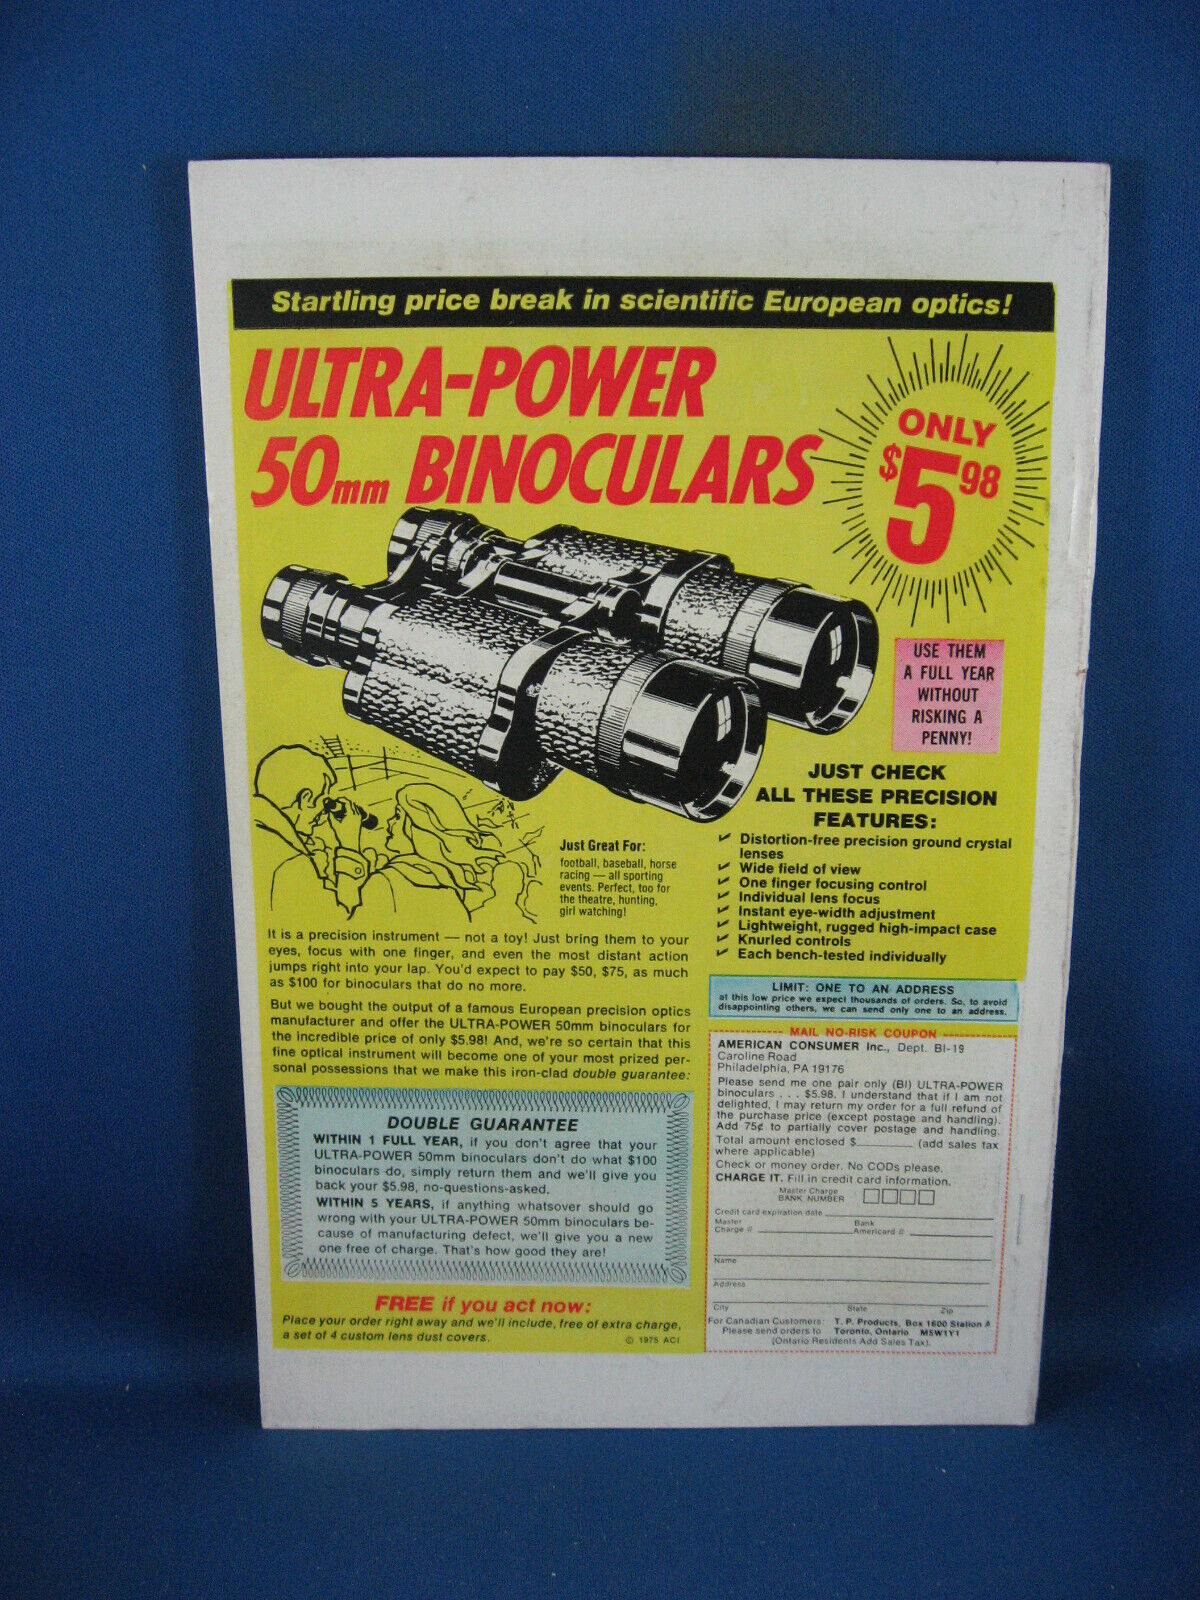 Startling price break in scientific European optics!
ULTRA-POWER
50mm BINOCULARS
ONLY
$5.98
USE THEM
A FULL YEAR
WITHOUT
RISKING A
PENNY!
JUST CHECK
ALL THESE PRECISION
FEATURES:
✔ Distortion-free precision ground crystal
lenses
✔ Wide field of view
✔ One finger focusing control
✔ Individual lens focus
✔ Instant eye-width adjustment
✔ Lightweight, rugged high-impact case
✔ Knurled controls
✔ Each bench-tested individually
Just Great For:
football, baseball, horse
racing — all sporting
events. Perfect, too for
the theatre, hunting,
girl watching!
It is a precision instrument — not a toy! Just bring them to your
eyes, focus with one finger, and even the most distant action
jumps right into your lap. You'd expect to pay $50, $75, as much
as $100 for binoculars that do no more.
But we bought the output of a famous European precision optics
manufacturer and offer the ULTRA-POWER 50mm binoculars for
the incredible price of only $5.98! And, we're so certain that this
fine optical instrument will become one of your most prized per-
sonal possessions that we make this iron-clad double guarantee:
DOUBLE GUARANTEE
WITHIN 1 FULL YEAR, if you don't agree that your
ULTRA-POWER 50mm binoculars don't do what $100
binoculars do, simply return them and we'll give you
back your $5.98, no-questions-asked.
WITHIN 5 YEARS, if anything whatsoever should go
wrong with your ULTRA-POWER 50mm binoculars be-
cause of manufacturing defect, we'll give you a new
one free of charge. That's how good they are!
FREE if you act now:
Place your order right away and we'll include, free of extra charge,
a set of 4 custom lens dust covers.
© 1975 ACI
LIMIT: ONE TO AN ADDRESS
at this low price we expect thousands of orders. So, to avoid
disappointing others, we can send only one to an address.
MAIL NO-RISK COUPON
AMERICAN CONSUMER Inc., Dept. BI-19
Caroline Road
Philadelphia, PA 19176
Please send me one pair only (BI) ULTRA-POWER
binoculars . . . $5.98. I understand that if I am not
delighted, I may return my order for a full refund of
the purchase price (except postage and handling).
Add 75¢ to partially cover postage and handling.
Total amount enclosed $ (add sales tax
where applicable)
Check or money order. No CODs please.
CHARGE IT. Fill in credit card information.
Master Charge
BANK NUMBER
Credit card expiration date
Master Charge #
Bank Americard #
Name
Address
City State Zip
For Canadian Customers: T. P. Products, Box 1600 Station A
Please send orders to Toronto, Ontario M5W1Y1
(Ontario Residents Add Sales Tax).